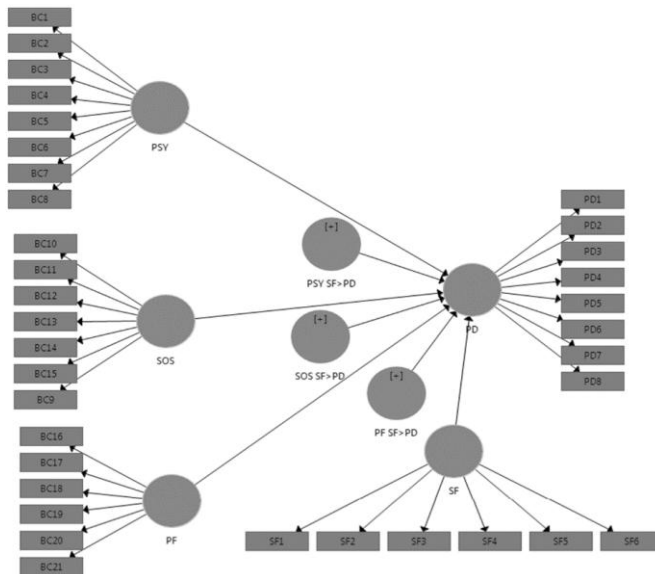 BC1
BC2
BC3
BC4
BC5
BC6
BC7
BC8
PSY
[+]
PSY SF>PD
PD1
PD2
PD3
PD4
PD5
PD6
PD7
PD8
PD
BC10
BC11
BC12
BC13
BC14
BC15
BC9
SOS
[+]
SOS SF>PD
[+]
PF SF>PD
BC16
BC17
BC18
BC19
BC20
BC21
PF
SF
SF1
SF2
SF3
SF4
SF5
SF6